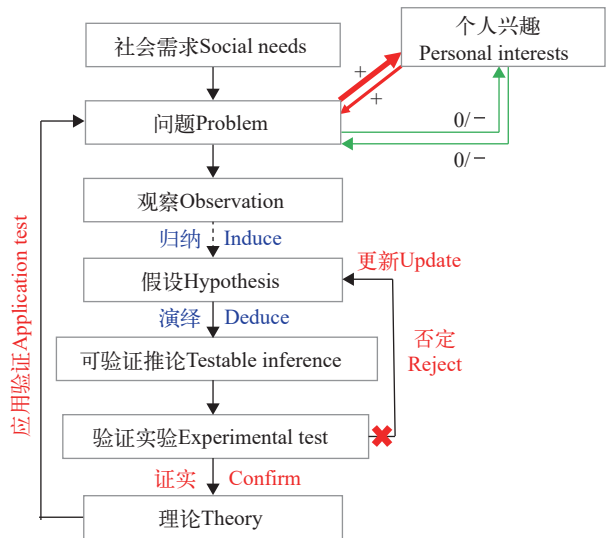 社会需求Social needs
个人兴趣
Personal interests
+
+
问题Problem
0/−
0/−
观察Observation
归纳 Induce
更新Update
假设Hypothesis
演绎 Deduce
否定
Reject
可验证推论Testable inference
验证实验Experimental test
证实 Confirm
理论Theory
应用验证Application test